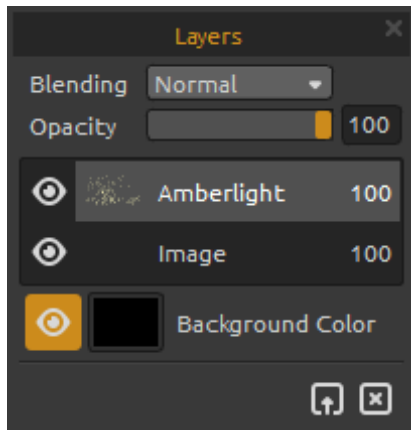 Layers
Blending Normal
Opacity 100
Amberlight 100
Image 100
Background Color